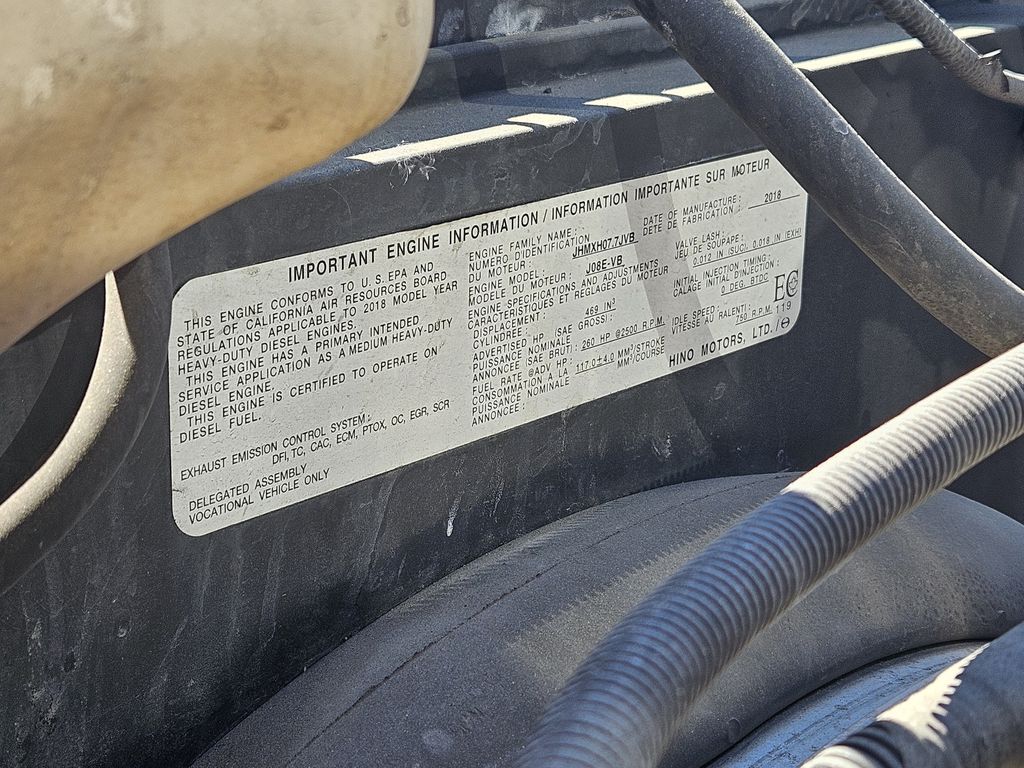 IMPORTANT ENGINE INFORMATION / INFORMATION IMPORTANTE SUR MOTEUR
THIS ENGINE CONFORMS TO U.S.EPA AND
STATE OF CALIFORNIA AIR RESOURCES BOARD
REGULATIONS APPLICABLE TO 2018 MODEL YEAR
HEAVY-DUTY DIESEL ENGINES.
THIS ENGINE HAS A PRIMARY INTENDED
SERVICE APPLICATION AS A MEDIUM HEAVY-DUTY
DIESEL ENGINE.
THIS ENGINE IS CERTIFIED TO OPERATE ON
DIESEL FUEL.
EXHAUST EMISSION CONTROL SYSTEM:
DFI, TC, CAC, ECM, PTOX, OC, EGR, SCR
DELEGATED ASSEMBLY
VOCATIONAL VEHICLE ONLY
ENGINE FAMILY NAME:
NUMÉRO D'IDENTIFICATION
DU MOTEUR: JHMXH07.7JVB
ENGINE MODEL:
MODÈLE DU MOTEUR: J08E-VB
ENGINE SPECIFICATIONS AND ADJUSTMENTS
CARACTÉRISTIQUES ET RÉGLAGES DU MOTEUR
DISPLACEMENT:
CYLINDRÉE: 469 IN³
ADVERTISED HP (SAE GROSS):
PUISSANCE NOMINALE
ANNONCÉE (SAE BRUT): 260 HP @2500 R.P.M.
FUEL RATE @ADV HP:
CONSOMMATION À LA 117.0±4.0 MM³/STROKE
PUISSANCE NOMINALE MM³/COURSE
ANNONCÉE:
DATE OF MANUFACTURE: 2018
DETE DE FABRICATION:
VALVE LASH:
JEU DE SOUPAPE:
0.012 IN (SUC), 0.018 IN (EXH)
INITIAL INJECTION TIMING:
CALAGE INITIAL D'INJECTION:
0 DEG. BTDC
IDLE SPEED
VITESSE AU RALENTI: 750 R.P.M.
EC
119
HINO MOTORS, LTD.